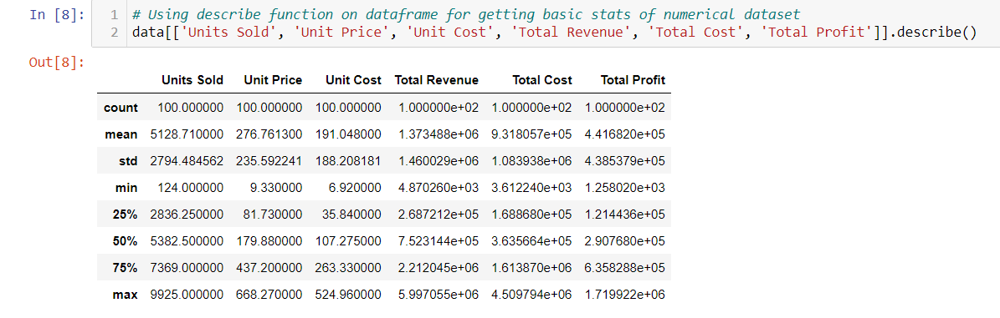 In [8]: 1 # Using describe function on dataframe for getting basic stats of numerical dataset
2 data[['Units Sold', 'Unit Price', 'Unit Cost', 'Total Revenue', 'Total Cost', 'Total Profit']].describe()
Out[8]:
Units Sold Unit Price Unit Cost Total Revenue Total Cost Total Profit
count 100.000000 100.000000 100.000000 1.000000e+02 1.000000e+02 1.000000e+02
mean 5128.710000 276.761300 191.048000 1.373488e+06 9.318057e+05 4.416820e+05
std 2794.484562 235.592241 188.208181 1.460029e+06 1.083938e+06 4.385379e+05
min 124.000000 9.330000 6.920000 4.870260e+03 3.612240e+03 1.258020e+03
25% 2836.250000 81.730000 35.840000 2.687212e+05 1.688680e+05 1.214436e+05
50% 5382.500000 179.880000 107.275000 7.523144e+05 3.635664e+05 2.907680e+05
75% 7369.000000 437.200000 263.330000 2.212045e+06 1.613870e+06 6.358288e+05
max 9925.000000 668.270000 524.960000 5.997055e+06 4.509794e+06 1.719922e+06